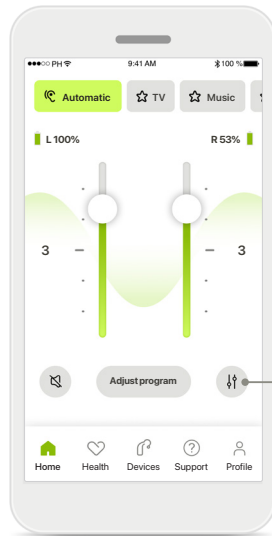 PH 9:41 AM 100 %
Automatic TV Music
L 100% R 53%
3 3
Adjust program
Home Health Devices Support Profile